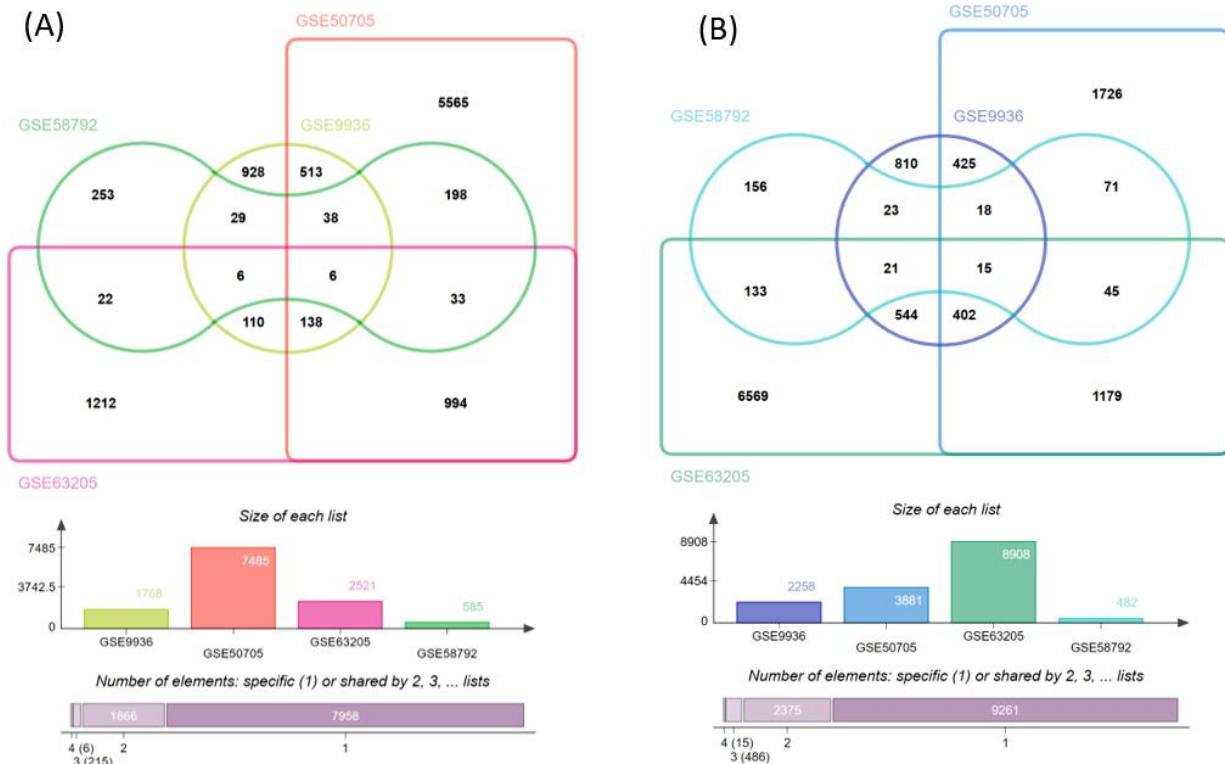 (A)
GSE50705
5565
GSE58792
GSE9936
928
513
253
198
29
38
6
6
22
33
110
138
1212
994
GSE63205
Size of each list
7485
3742.5
0
1768
7485
2521
585
GSE9936
GSE50705
GSE63205
GSE58792
Number of elements: specific (1) or shared by 2, 3, ... lists
1866
7958
4 (6)
3 (215)
2
1
(B)
GSE50705
1726
GSE58792
GSE9936
810
425
156
71
23
18
21
15
133
45
544
402
6569
1179
GSE63205
Size of each list
8908
4454
0
2258
3881
8908
482
GSE9936
GSE50705
GSE63205
GSE58792
Number of elements: specific (1) or shared by 2, 3, ... lists
2375
9261
4 (15)
3 (486)
2
1